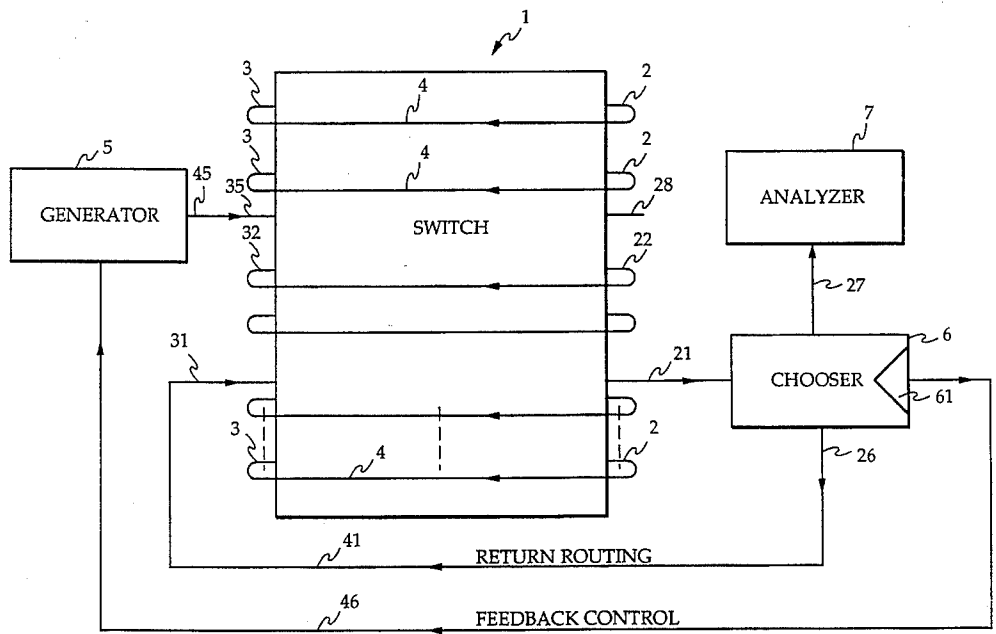 1
3 4 2
3 4 2
5 7
45 35 28
GENERATOR SWITCH ANALYZER
32 22
27
31 21 6
CHOOSER
61
3 4 2
26
41 RETURN ROUTING
46 FEEDBACK CONTROL